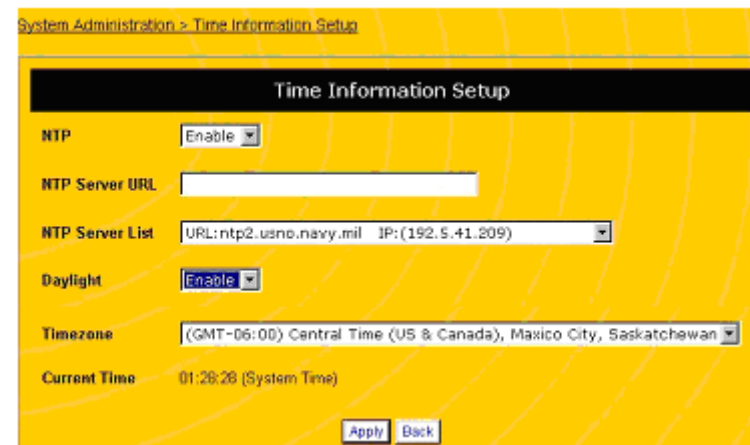 System Administration > Time Information Setup
Time Information Setup
NTP Enable
NTP Server URL
NTP Server List URL:ntp2.usno.navy.mil IP:(192.5.41.209)
Daylight Enable
Timezone (GMT-06:00) Central Time (US & Canada), Maxico City, Saskatchewan
Current Time 01:28:28 (System Time)
Apply Back